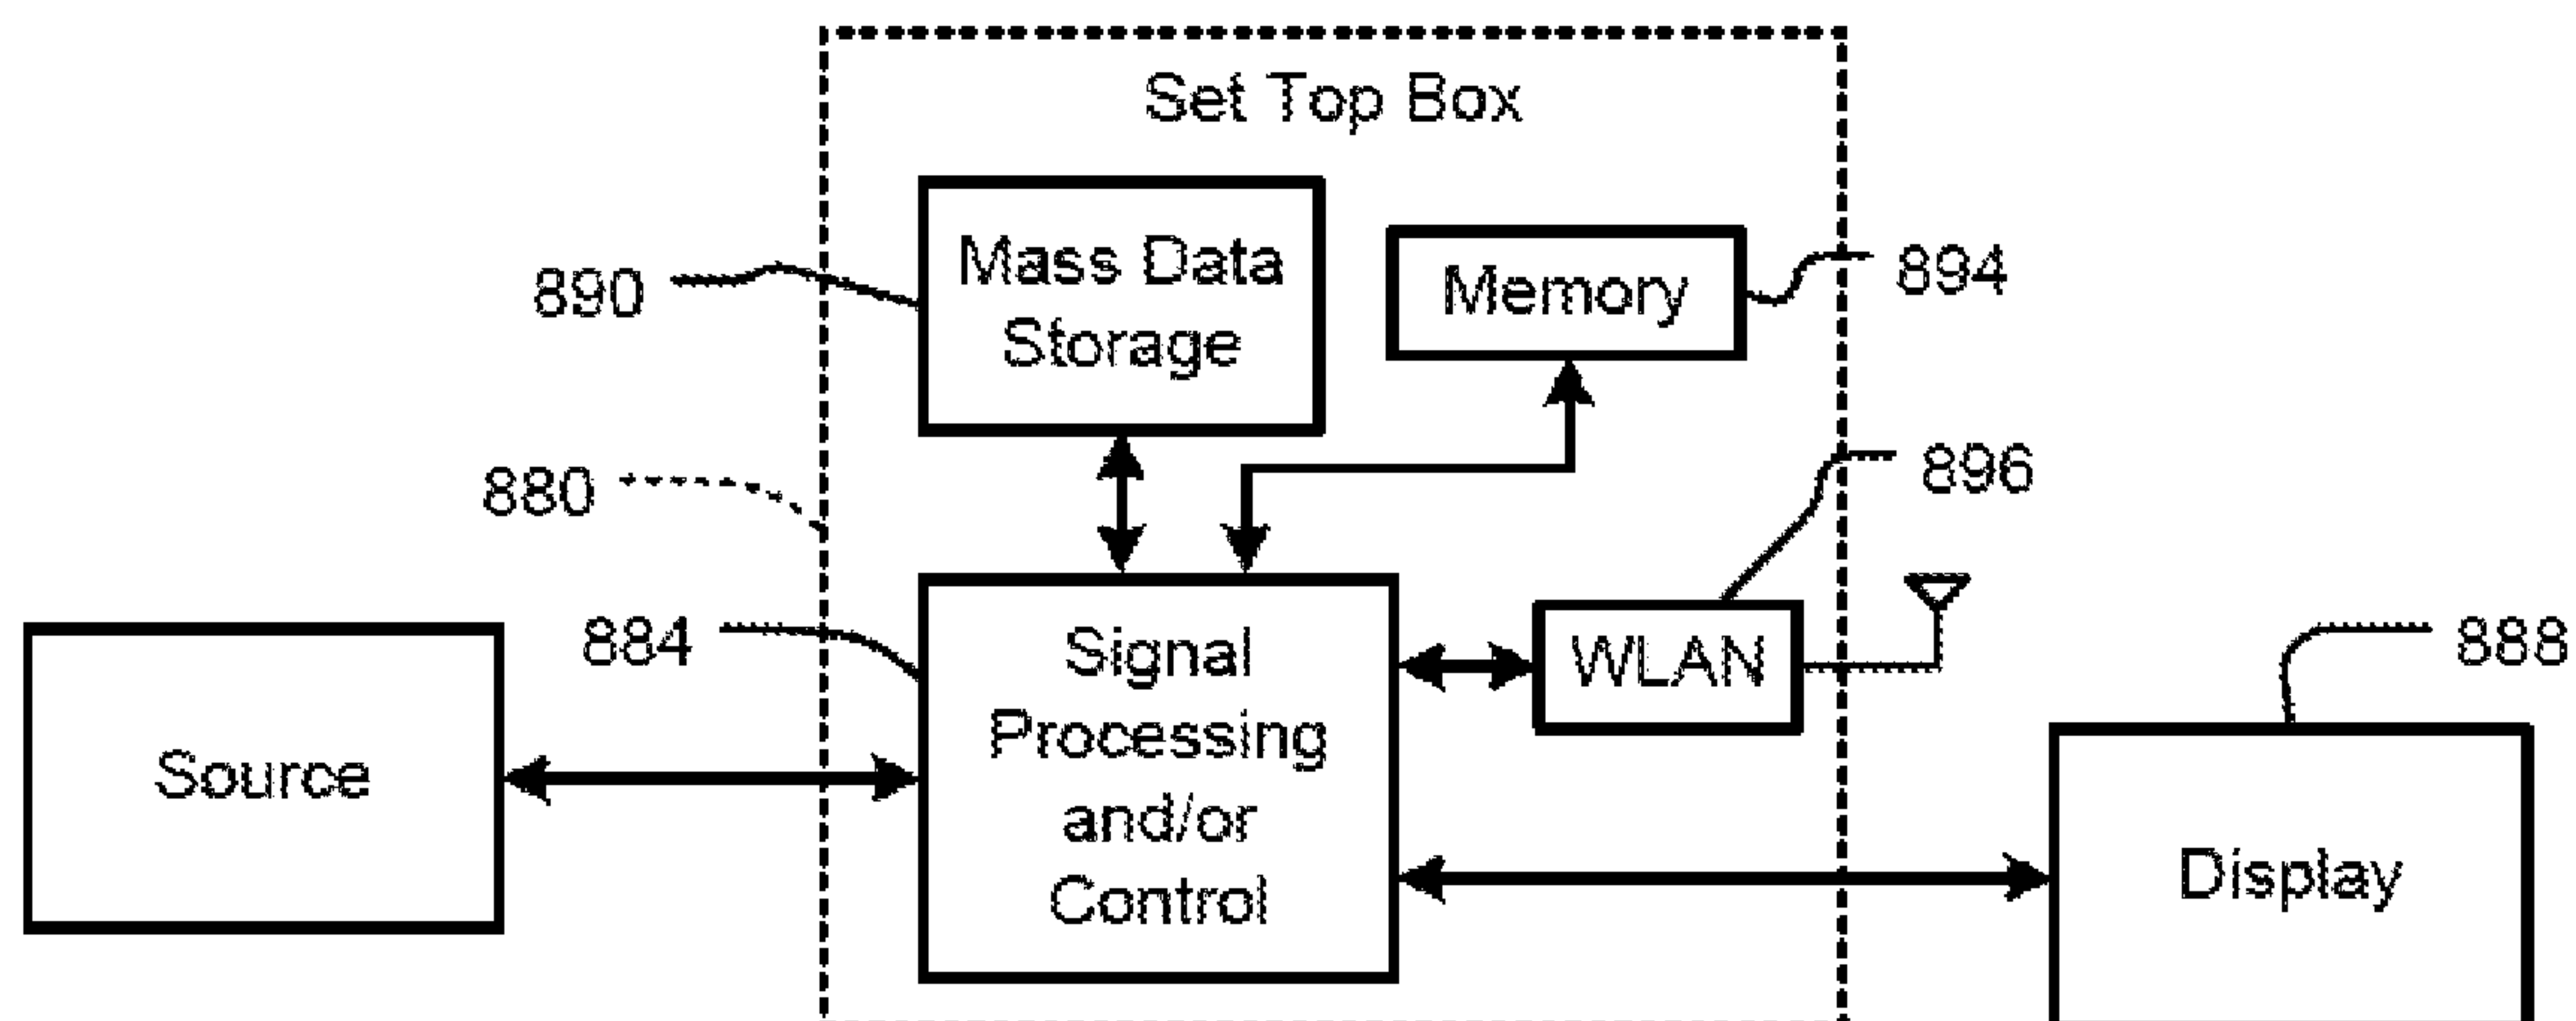 Set Top Box
Mass Data
Storage
890
Memory
894
896
880
884
Signal
Processing
and/or
Control
WLAN
888
Source
Display